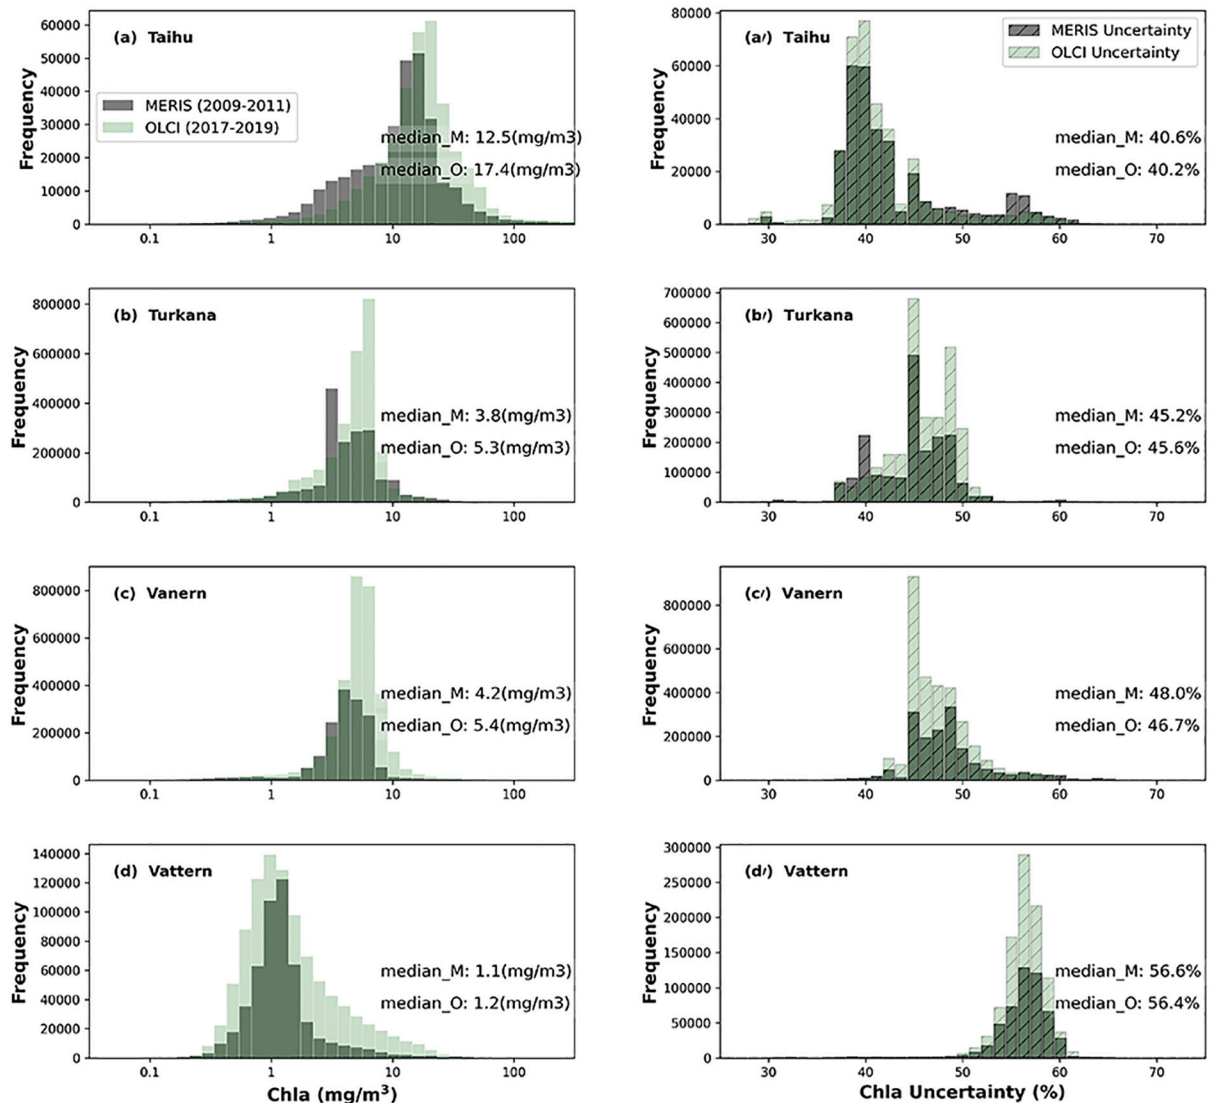 (a) Taihu
Frequency
60000
50000
40000
30000
20000
10000
0
MERIS (2009-2011)
OLCI (2017-2019)
median_M: 12.5(mg/m3)
median_O: 17.4(mg/m3)
0.1 1 10 100
(a′) Taihu
Frequency
80000
60000
40000
20000
0
MERIS Uncertainty
OLCI Uncertainty
median_M: 40.6%
median_O: 40.2%
30 40 50 60 70
(b) Turkana
Frequency
800000
600000
400000
200000
0
median_M: 3.8(mg/m3)
median_O: 5.3(mg/m3)
0.1 1 10 100
(b′) Turkana
Frequency
700000
600000
500000
400000
300000
200000
100000
0
median_M: 45.2%
median_O: 45.6%
30 40 50 60 70
(c) Vanern
Frequency
800000
600000
400000
200000
0
median_M: 4.2(mg/m3)
median_O: 5.4(mg/m3)
0.1 1 10 100
(c′) Vanern
Frequency
800000
600000
400000
200000
0
median_M: 48.0%
median_O: 46.7%
30 40 50 60 70
(d) Vattern
Frequency
140000
120000
100000
80000
60000
40000
20000
0
median_M: 1.1(mg/m3)
median_O: 1.2(mg/m3)
0.1 1 10 100
Chla (mg/m³)
(d′) Vattern
Frequency
300000
250000
200000
150000
100000
50000
0
median_M: 56.6%
median_O: 56.4%
30 40 50 60 70
Chla Uncertainty (%)